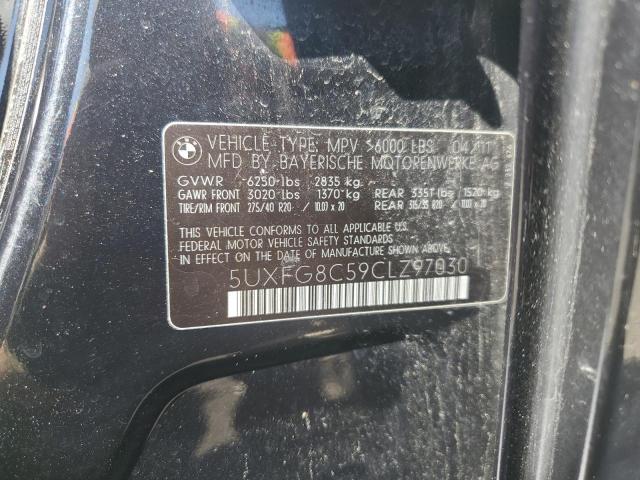 BMW
VEHICLE-TYPE: MPV >6000 LBS 04/11
MFD BY BAYERISCHE MOTORENWERKE AG
GVWR 6250-lbs 2835 kg
GAWR FRONT 3020 lbs 1370 kg REAR 3351 lbs 1520 kg
TIRE/RIM FRONT 275/40 R20 // 10.0J x 20 REAR 315/35 R20 // 11.0J x 20
THIS VEHICLE CONFORMS TO ALL APPLICABLE U.S.
FEDERAL MOTOR VEHICLE SAFETY STANDARDS
IN EFFECT ON THE DATE OF MANUFACTURE SHOWN ABOVE.
5UXFG8C59CLZ97030